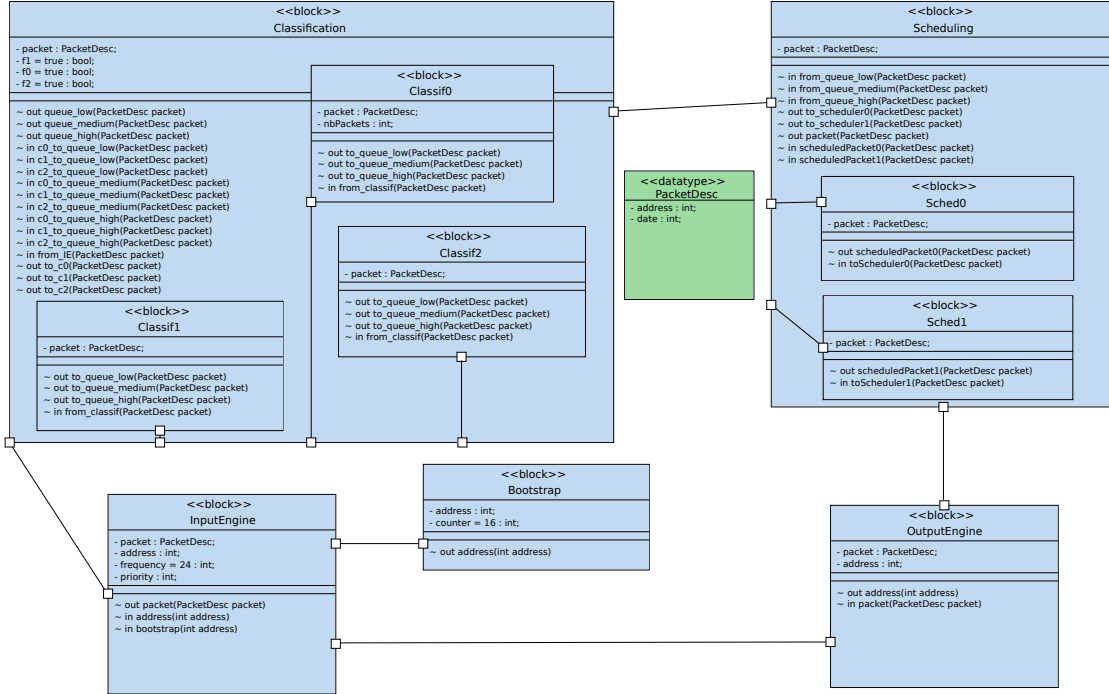 <<block>>
Classification
- packet : PacketDesc;
- f1 = true : bool;
- f0 = true : bool;
- f2 = true : bool;
~ out queue_low(PacketDesc packet)
~ out queue_medium(PacketDesc packet)
~ out queue_high(PacketDesc packet)
~ in c0_to_queue_low(PacketDesc packet)
~ in c1_to_queue_low(PacketDesc packet)
~ in c2_to_queue_low(PacketDesc packet)
~ in c0_to_queue_medium(PacketDesc packet)
~ in c1_to_queue_medium(PacketDesc packet)
~ in c2_to_queue_medium(PacketDesc packet)
~ in c0_to_queue_high(PacketDesc packet)
~ in c1_to_queue_high(PacketDesc packet)
~ in c2_to_queue_high(PacketDesc packet)
~ in from_IE(PacketDesc packet)
~ out to_c0(PacketDesc packet)
~ out to_c1(PacketDesc packet)
~ out to_c2(PacketDesc packet)
<<block>>
Classif0
- packet : PacketDesc;
- nbPackets : int;
~ out to_queue_low(PacketDesc packet)
~ out to_queue_medium(PacketDesc packet)
~ out to_queue_high(PacketDesc packet)
~ in from_classif(PacketDesc packet)
<<block>>
Classif2
- packet : PacketDesc;
~ out to_queue_low(PacketDesc packet)
~ out to_queue_medium(PacketDesc packet)
~ out to_queue_high(PacketDesc packet)
~ in from_classif(PacketDesc packet)
<<block>>
Classif1
- packet : PacketDesc;
~ out to_queue_low(PacketDesc packet)
~ out to_queue_medium(PacketDesc packet)
~ out to_queue_high(PacketDesc packet)
~ in from_classif(PacketDesc packet)
<<datatype>>
PacketDesc
- address : int;
- date : int;
<<block>>
Scheduling
- packet : PacketDesc;
~ in from_queue_low(PacketDesc packet)
~ in from_queue_medium(PacketDesc packet)
~ in from_queue_high(PacketDesc packet)
~ out to_scheduler0(PacketDesc packet)
~ out to_scheduler1(PacketDesc packet)
~ out packet(PacketDesc packet)
~ in scheduledPacket0(PacketDesc packet)
~ in scheduledPacket1(PacketDesc packet)
<<block>>
Sched0
- packet : PacketDesc;
~ out scheduledPacket0(PacketDesc packet)
~ in toScheduler0(PacketDesc packet)
<<block>>
Sched1
- packet : PacketDesc;
~ out scheduledPacket1(PacketDesc packet)
~ in toScheduler1(PacketDesc packet)
<<block>>
InputEngine
- packet : PacketDesc;
- address : int;
- frequency = 24 : int;
- priority : int;
~ out packet(PacketDesc packet)
~ in address(int address)
~ in bootstrap(int address)
<<block>>
Bootstrap
- address : int;
- counter = 16 : int;
~ out address(int address)
<<block>>
OutputEngine
- packet : PacketDesc;
- address : int;
~ out address(int address)
~ in packet(PacketDesc packet)